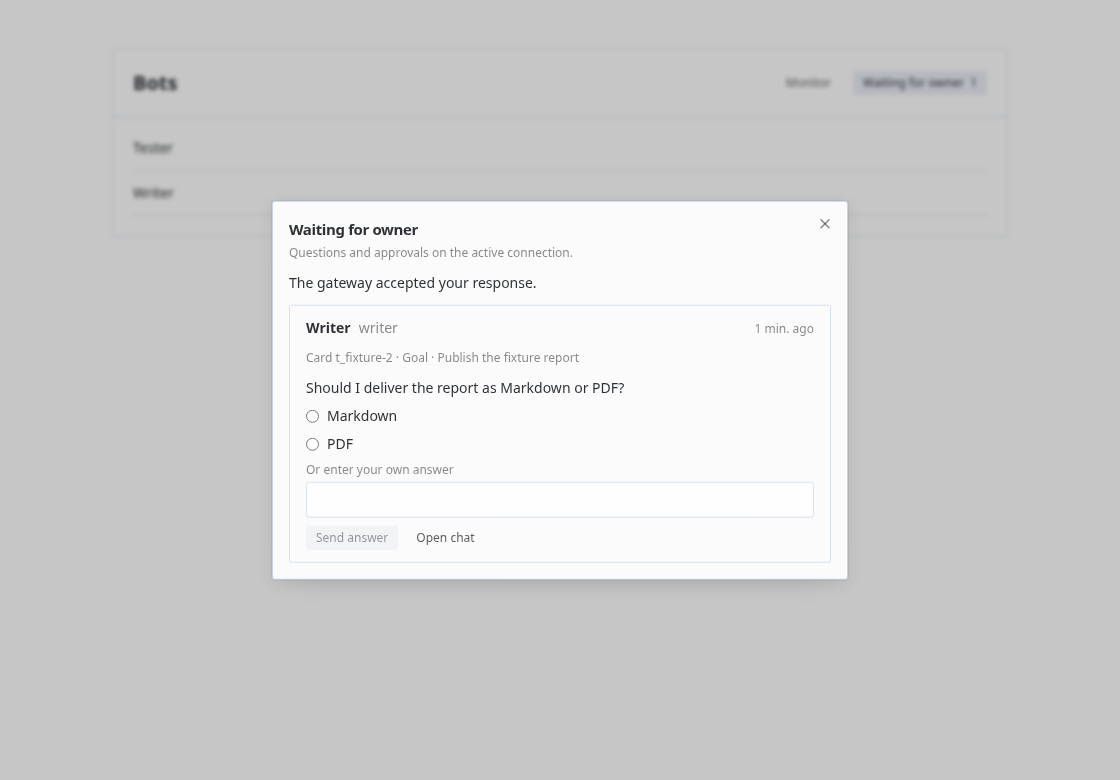 Bots
Monitor
Waiting for owner 1
Tester
Writer
Waiting for owner
Questions and approvals on the active connection.
The gateway accepted your response.
Writer writer
1 min. ago
Card t_fixture-2 · Goal · Publish the fixture report
Should I deliver the report as Markdown or PDF?
Markdown
PDF
Or enter your own answer
Send answer
Open chat